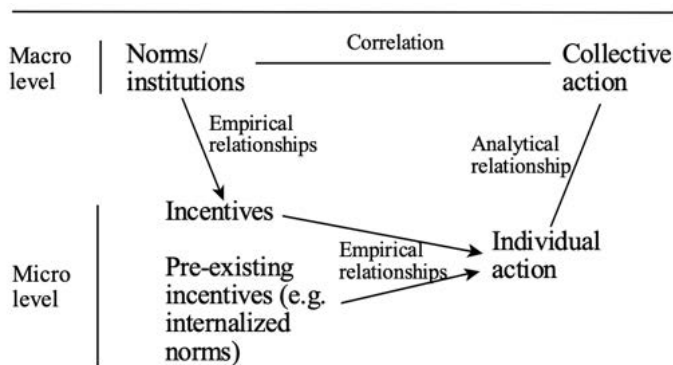 Macro
level
Norms/
institutions
Correlation
Collective
action
Empirical
relationships
Analytical
relationship
Micro
level
Incentives
Pre-existing
incentives (e.g.
internalized
norms)
Empirical
relationships
Individual
action